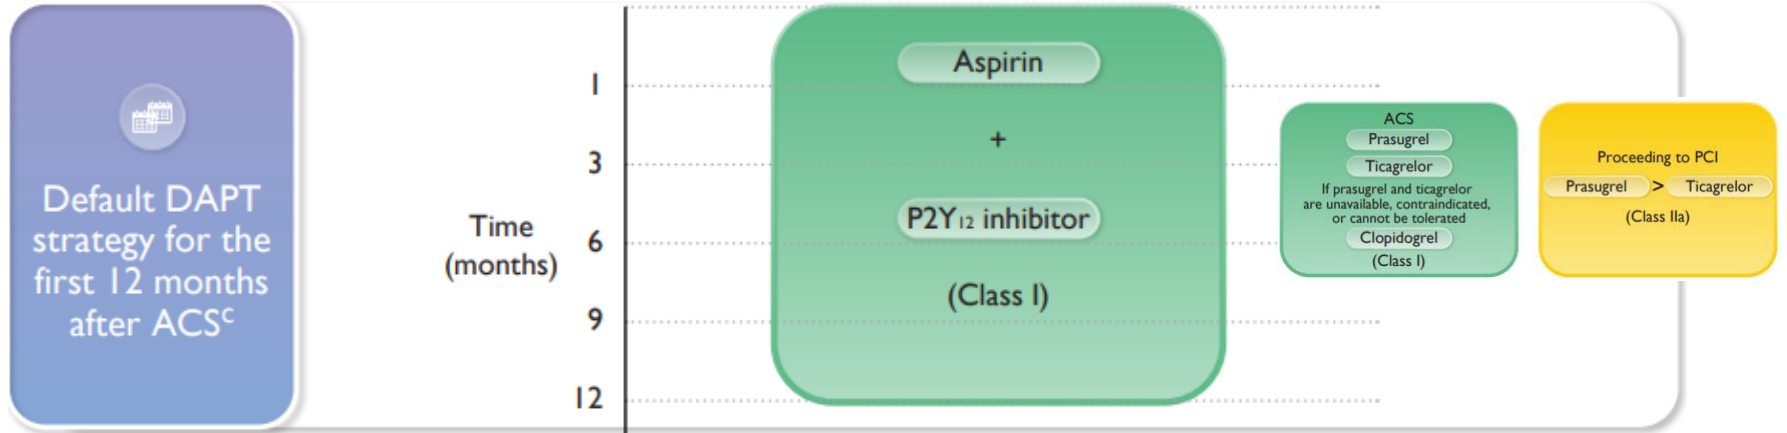 Default DAPT
strategy for the
first 12 months
after ACSᶜ
Time
(months)
1
3
6
9
12
Aspirin
+
P2Y₁₂ inhibitor
(Class I)
ACS
Prasugrel
Ticagrelor
If prasugrel and ticagrelor
are unavailable, contraindicated,
or cannot be tolerated
Clopidogrel
(Class I)
Proceeding to PCI
Prasugrel > Ticagrelor
(Class IIa)